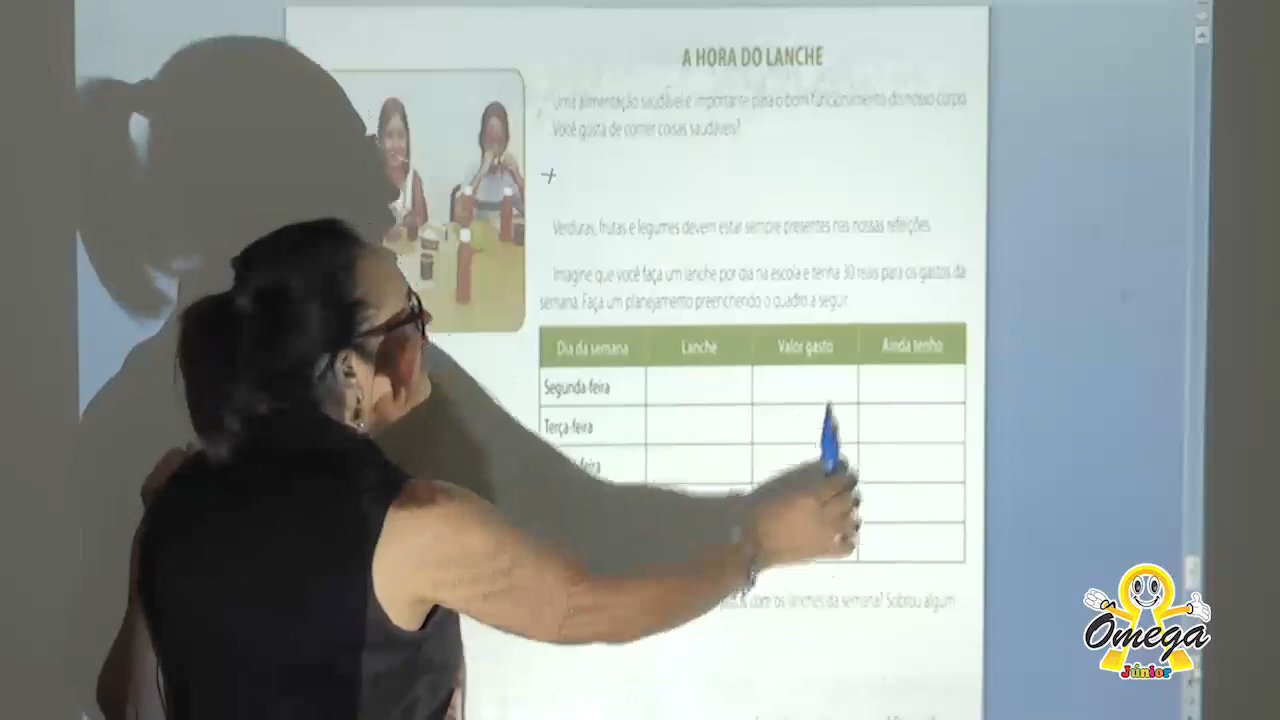 A HORA DO LANCHE
Uma alimentação saudável é importante para o bom funcionamento do nosso corpo.
Você gosta de comer coisas saudáveis?
Verduras, frutas e legumes devem estar sempre presentes nas nossas refeições.
Imagine que você faça um lanche por dia na escola e tenha 30 reais para os gastos da
semana. Faça um planejamento preenchendo o quadro a seguir.
Dia da semana Lanche Valor gasto Ainda tenho
Segunda-feira
Terça-feira
-feira
com os lanches da semana? Sobrou algum
Omega
Júnior